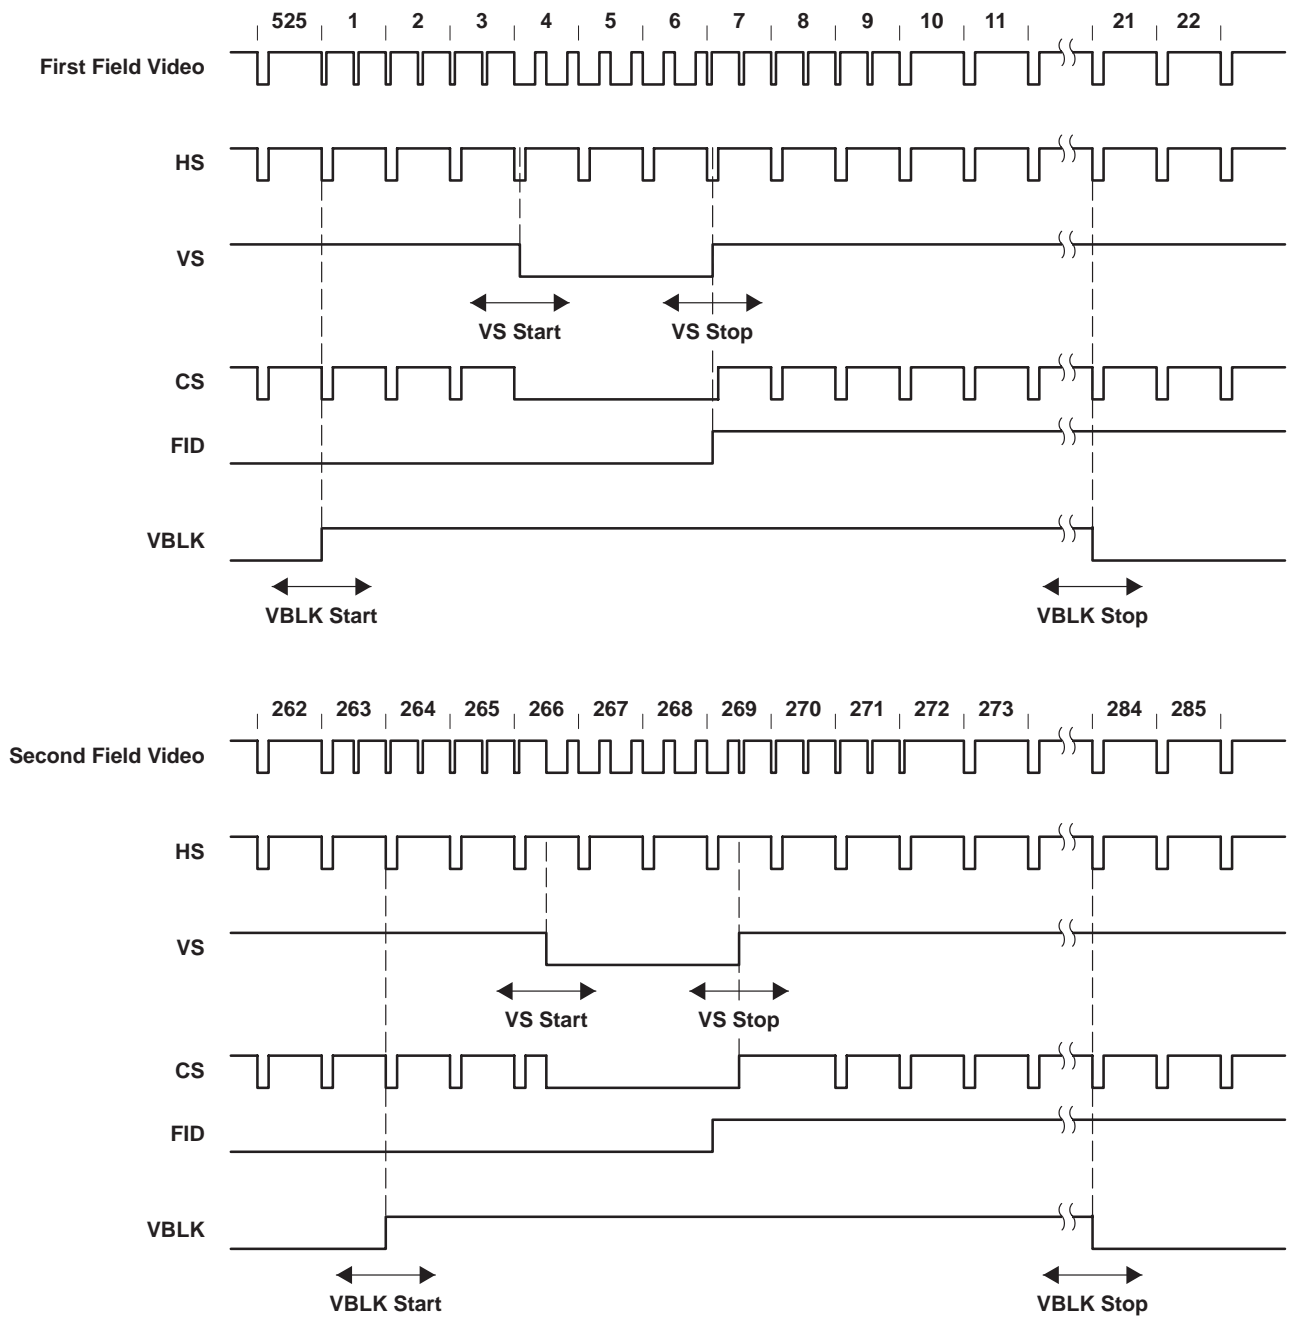 525 1 2 3 4 5 6 7 8 9 10 11 21 22
First Field Video
HS
VS
VS Start VS Stop
CS
FID
VBLK
VBLK Start VBLK Stop
262 263 264 265 266 267 268 269 270 271 272 273 284 285
Second Field Video
HS
VS
VS Start VS Stop
CS
FID
VBLK
VBLK Start VBLK Stop